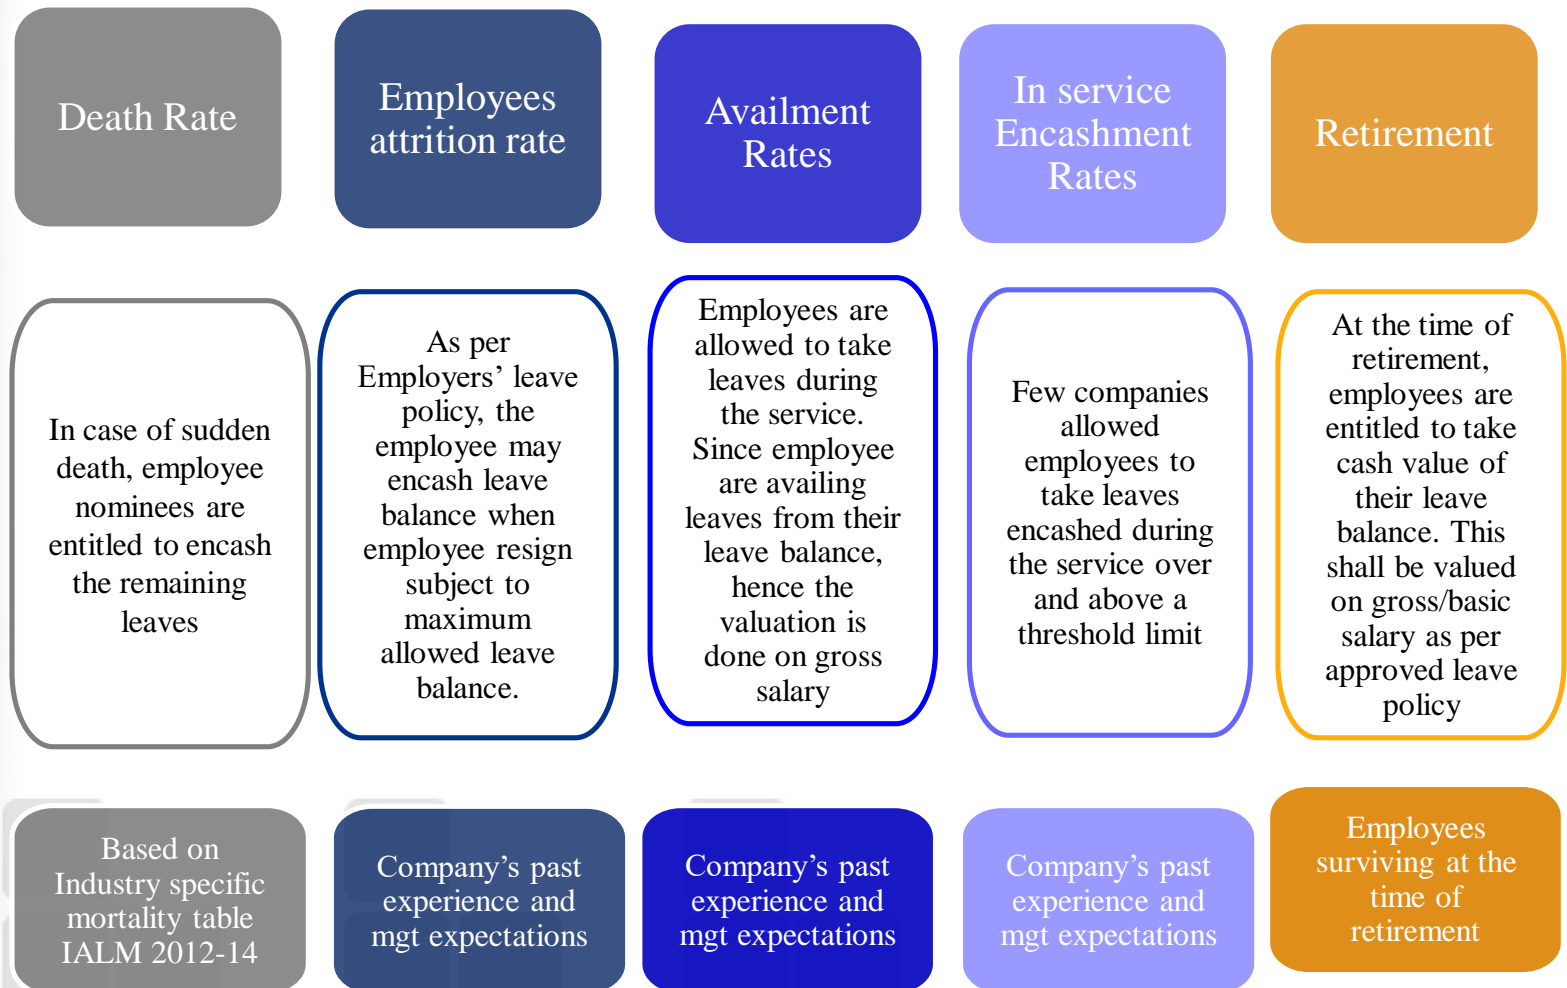 Death Rate
Employees
attrition rate
Availment
Rates
In service
Encashment
Rates
Retirement
In case of sudden
death, employee
nominees are
entitled to encash
the remaining
leaves
As per
Employers’ leave
policy, the
employee may
encash leave
balance when
employee resign
subject to
maximum
allowed leave
balance.
Employees are
allowed to take
leaves during
the service.
Since employee
are availing
leaves from their
leave balance,
hence the
valuation is
done on gross
salary
Few companies
allowed
employees to
take leaves
encashed during
the service over
and above a
threshold limit
At the time of
retirement,
employees are
entitled to take
cash value of
their leave
balance. This
shall be valued
on gross/basic
salary as per
approved leave
policy
Based on
Industry specific
mortality table
IALM 2012-14
Company’s past
experience and
mgt expectations
Company’s past
experience and
mgt expectations
Company’s past
experience and
mgt expectations
Employees
surviving at the
time of
retirement